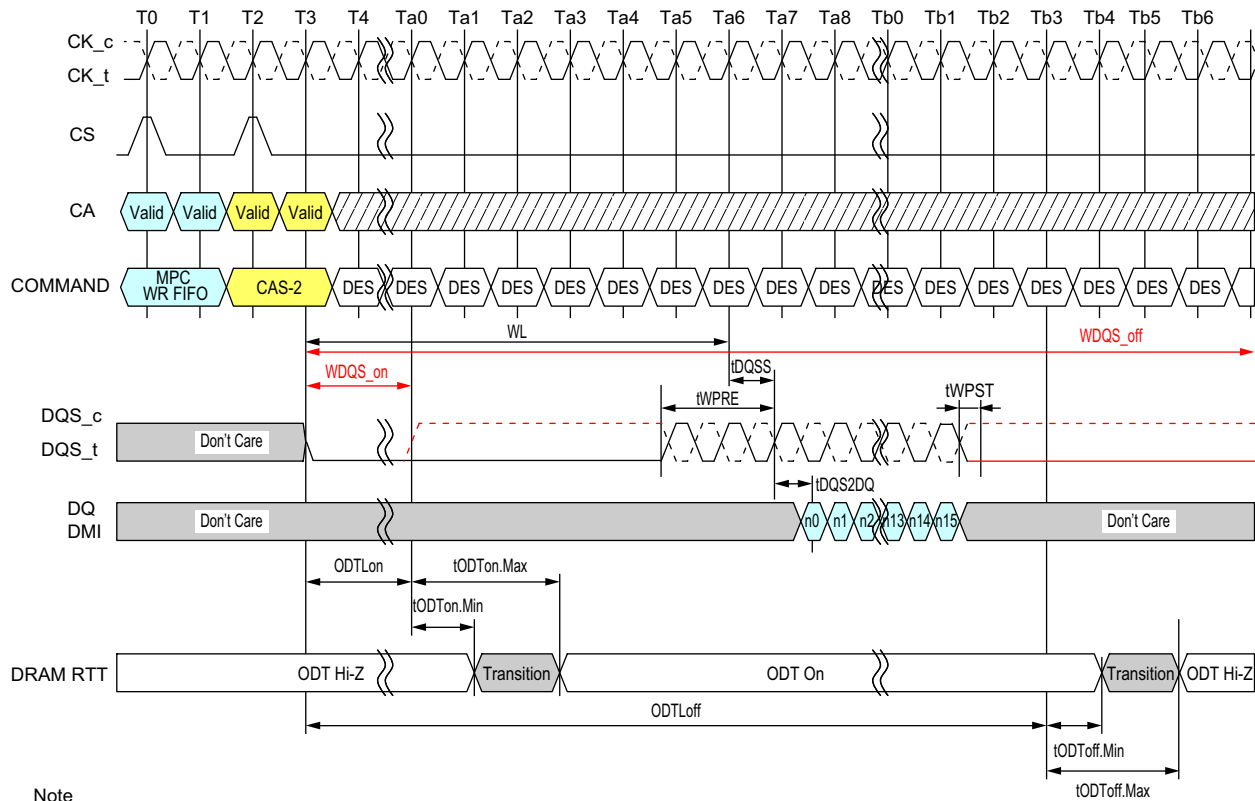 T0 T1 T2 T3 T4 Ta0 Ta1 Ta2 Ta3 Ta4 Ta5 Ta6 Ta7 Ta8 Tb0 Tb1 Tb2 Tb3 Tb4 Tb5 Tb6
CK_c
CK_t
CS
CA Valid Valid Valid Valid
COMMAND MPC WR FIFO CAS-2 DES DES DES DES DES DES DES DES DES DES DES DES DES DES DES DES DES
WL
WDQS_off
WDQS_on
tDQSS
tWPRE
tWPST
DQS_c
DQS_t
Don't Care
tDQS2DQ
DQ
DMI
Don't Care n0 n1 n2 n13 n14 n15 Don't Care
ODTLon tODTon.Max
tODTon.Min
DRAM RTT ODT Hi-Z Transition ODT On Transition ODT Hi-Z
ODTLoff
tODToff.Min
tODToff.Max
Note